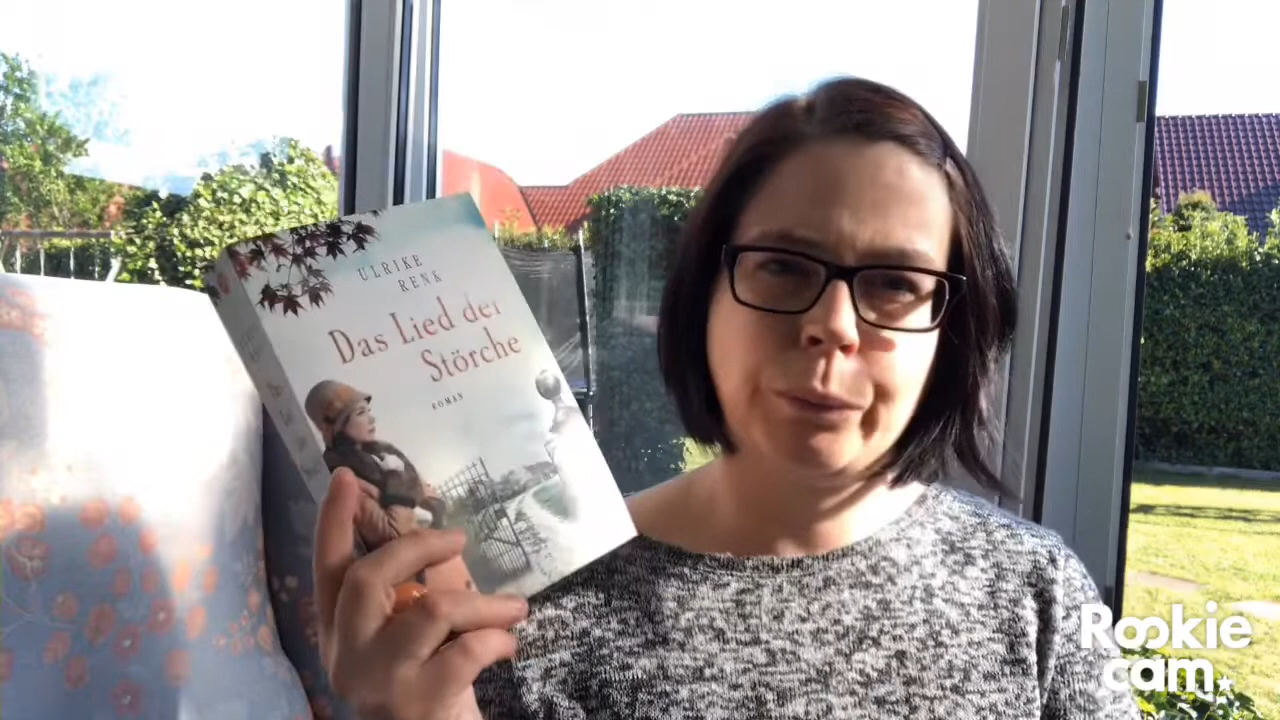 ULRIKE
RENK
Das Lied der
Störche
ROMAN
Rookie
cam.